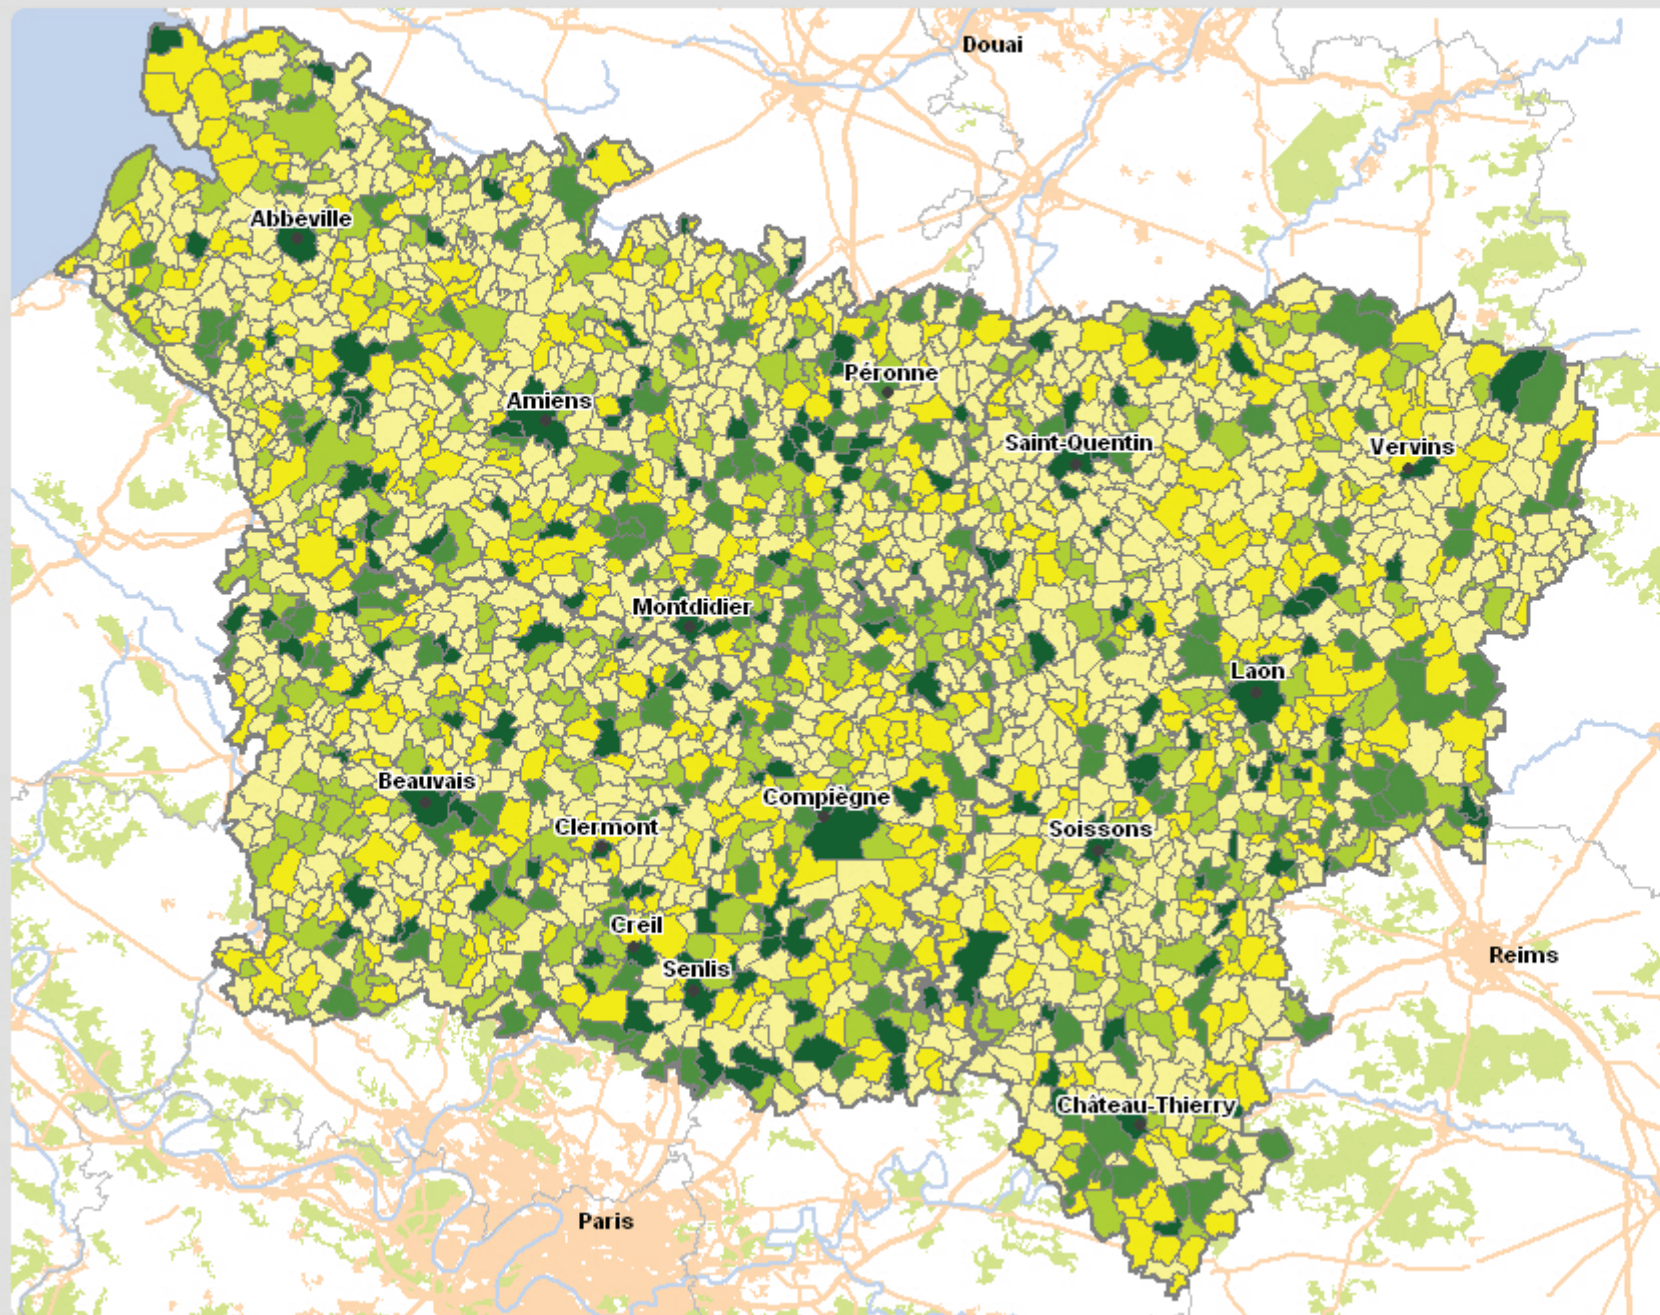 Douai
Abbeville
Péronne
Amiens
Saint-Quentin
Vervins
Montdidier
Laon
Beauvais
Compiègne
Clermont
Soissons
Creil
Reims
Senlis
Château-Thierry
Paris